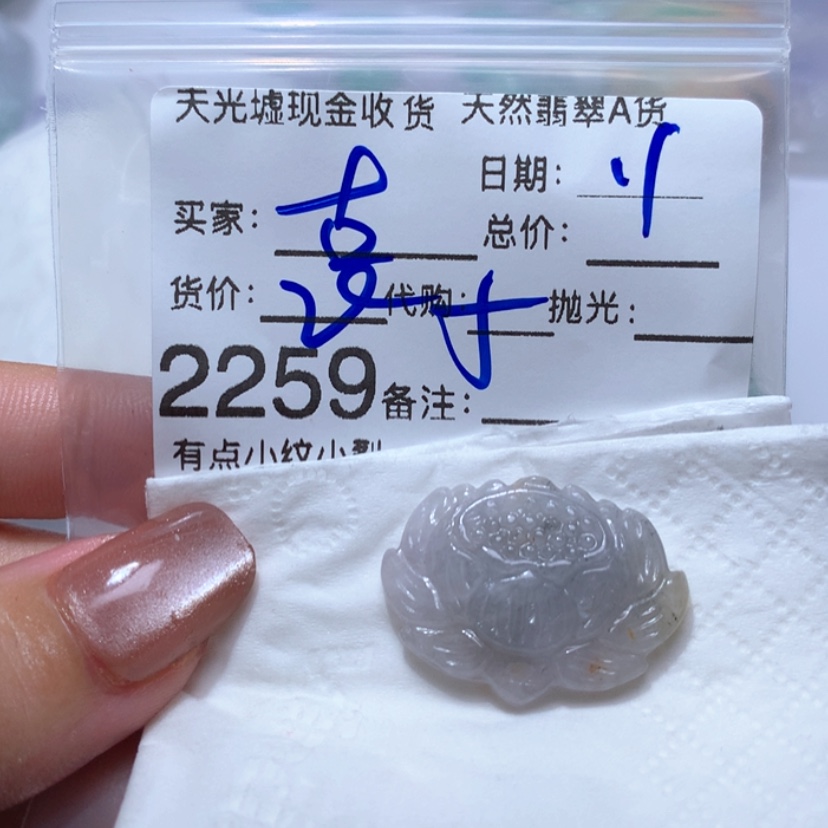 天光墟现金收货 天然翡翠A货
日期：
买家：喜
总价：
货价： 代购： 抛光：
2259 备注：
有点小纹小裂